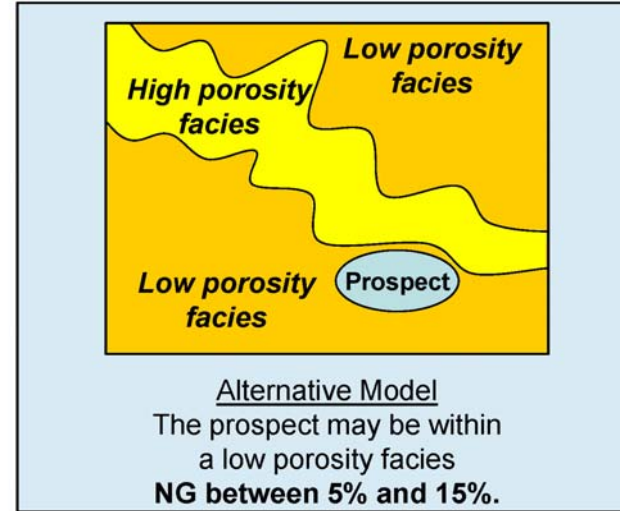 Low porosity
facies
High porosity
facies
Low porosity
facies
Prospect
Alternative Model
The prospect may be within
a low porosity facies
NG between 5% and 15%.